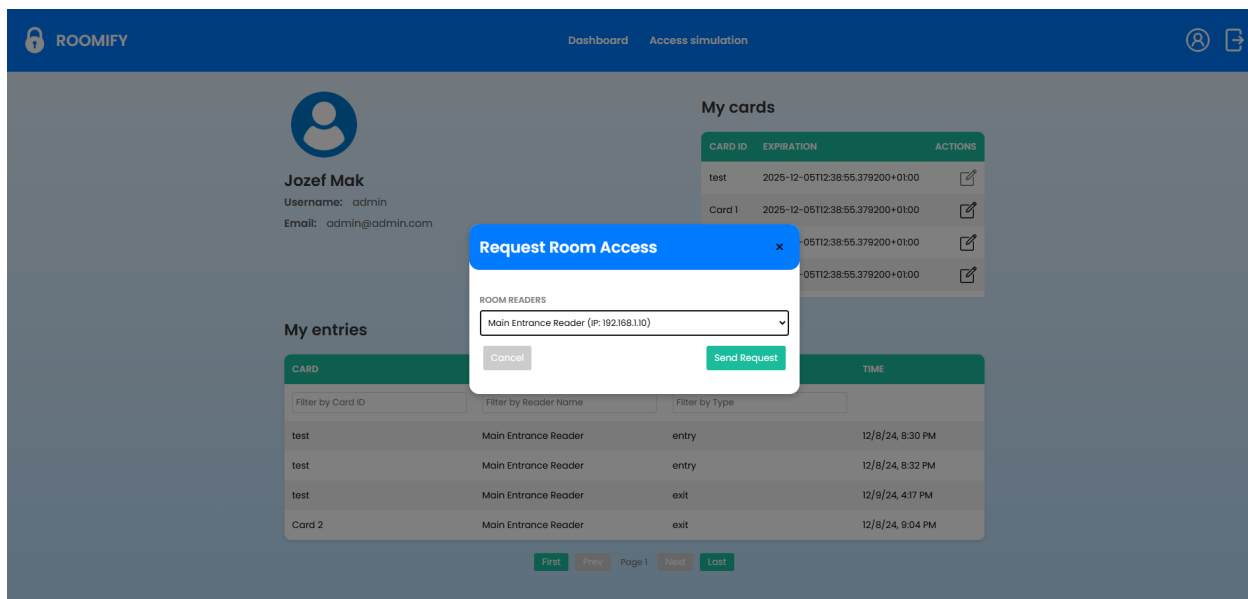 ROOMIFY
Dashboard Access simulation
Jozef Mak
Username: admin
Email: admin@admin.com
My cards
CARD ID EXPIRATION ACTIONS
test 2025-12-05T12:38:55.379200+01:00
Card 1 2025-12-05T12:38:55.379200+01:00
-05T12:38:55.379200+01:00
-05T12:38:55.379200+01:00
Request Room Access ×
ROOM READERS
Main Entrance Reader (IP: 192.168.1.10)
Cancel Send Request
My entries
CARD TIME
Filter by Card ID Filter by Reader Name Filter by Type
test Main Entrance Reader entry 12/8/24, 8:30 PM
test Main Entrance Reader entry 12/8/24, 8:32 PM
test Main Entrance Reader exit 12/9/24, 4:17 PM
Card 2 Main Entrance Reader exit 12/8/24, 9:04 PM
First Prev Page 1 Next Last